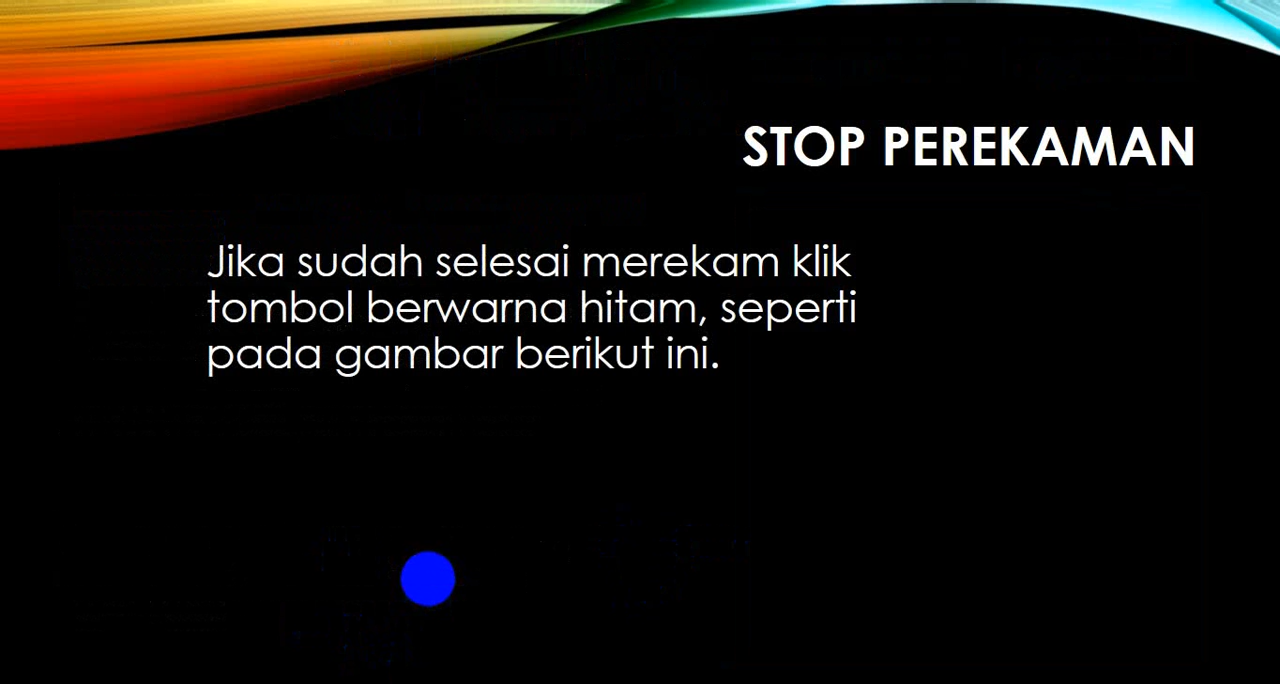 STOP PEREKAMAN
Jika sudah selesai merekam klik
tombol berwarna hitam, seperti
pada gambar berikut ini.